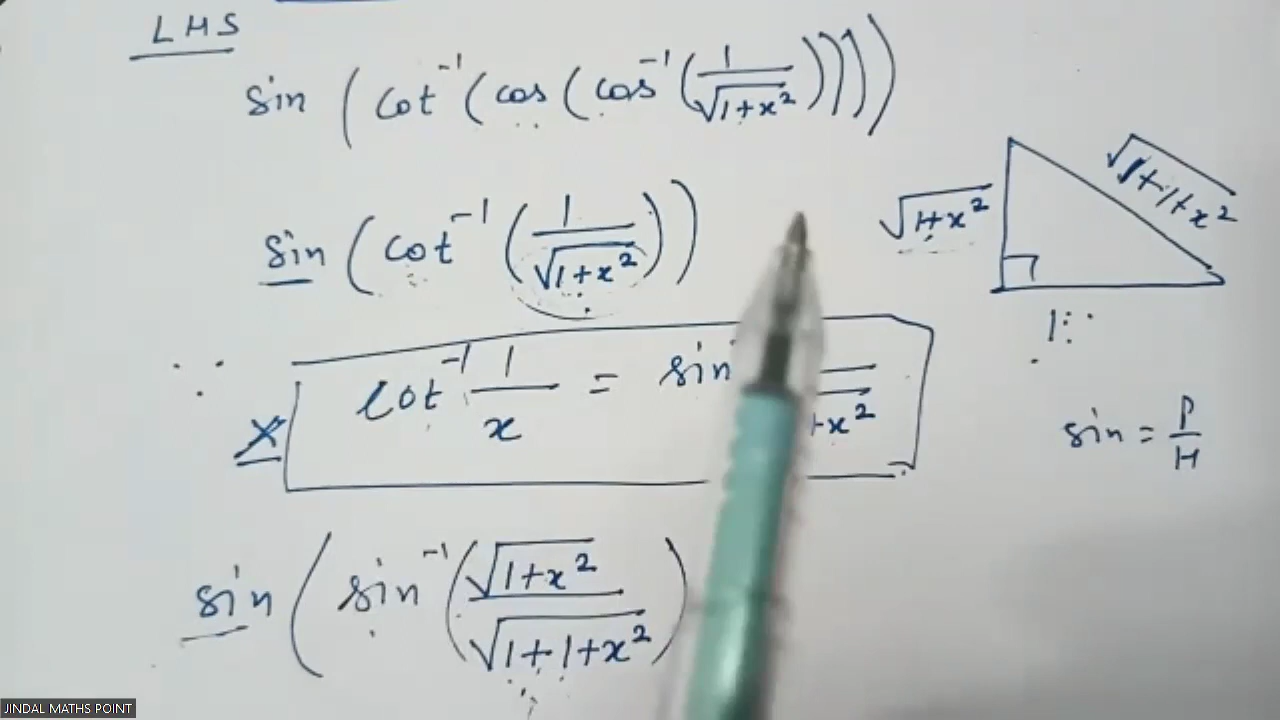 LHS
sin (cot⁻¹(cos(cos⁻¹(1/√(1+x²)))))
sin (cot⁻¹ (1/√(1+x²)))
√(1+x²)
√(1+1+x²)
1
∴ cot⁻¹ 1/x = sin
+x²
sin = P/H
sin (sin⁻¹ (√(1+x²)/√(1+1+x²))
JINDAL MATHS POINT